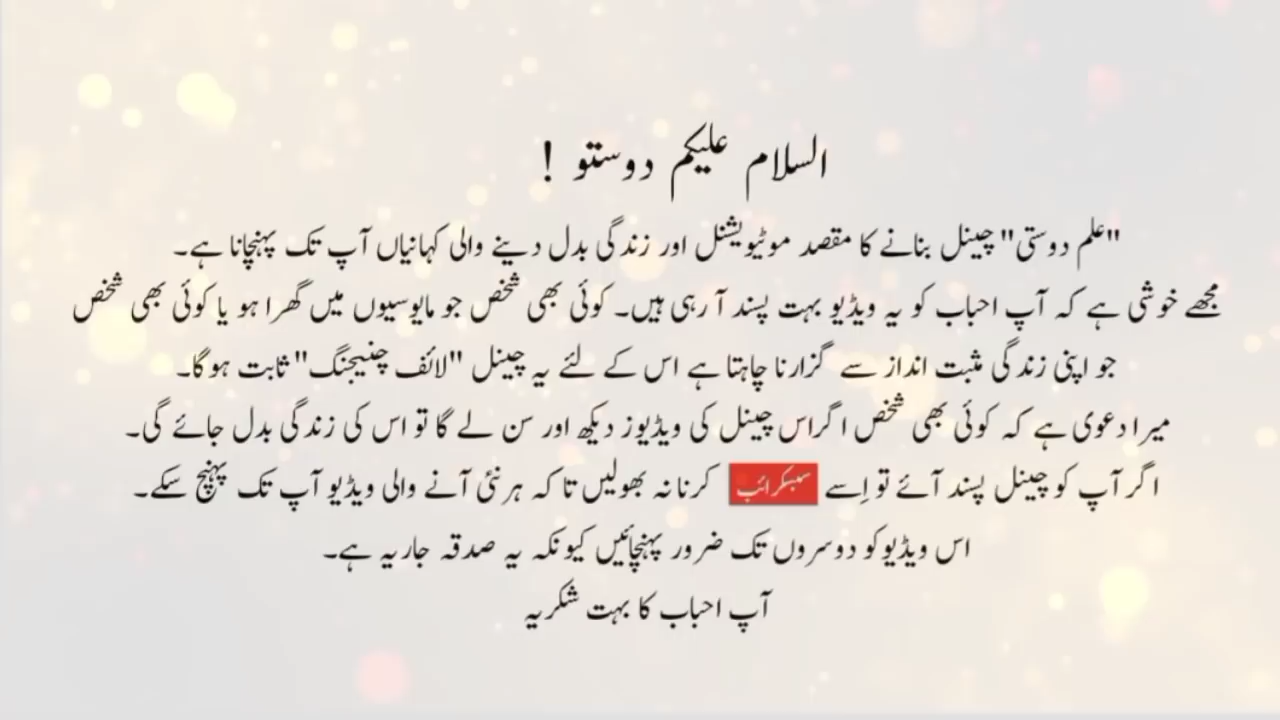 السلام علیکم دوستو !
"علم دوستی" چینل بنانے کا مقصد موٹیویشنل اور زندگی بدل دینے والی کہانیاں آپ تک پہنچانا ہے۔
مجھے خوشی ہے کہ آپ احباب کو یہ ویڈیو بہت پسند آ رہی ہیں۔ کوئی بھی شخص جو مایوسیوں میں گھرا ہو یا کوئی بھی شخص
جو اپنی زندگی مثبت انداز سے گزارنا چاہتا ہے اس کے لئے یہ چینل "لائف چنیجنگ" ثابت ہوگا۔
میرا دعوی ہے کہ کوئی بھی شخص اگر اس چینل کی ویڈیوز دیکھ اور سن لے گا تو اس کی زندگی بدل جائے گی۔
اگر آپ کو چینل پسند آئے تو اِسے سبسکرائب کرنا نہ بھولیں تا کہ ہر نئی آنے والی ویڈیو آپ تک پہنچ سکے۔
اس ویڈیو کو دوسروں تک ضرور پہنچائیں کیونکہ یہ صدقہ جاریہ ہے۔
آپ احباب کا بہت شکریہ